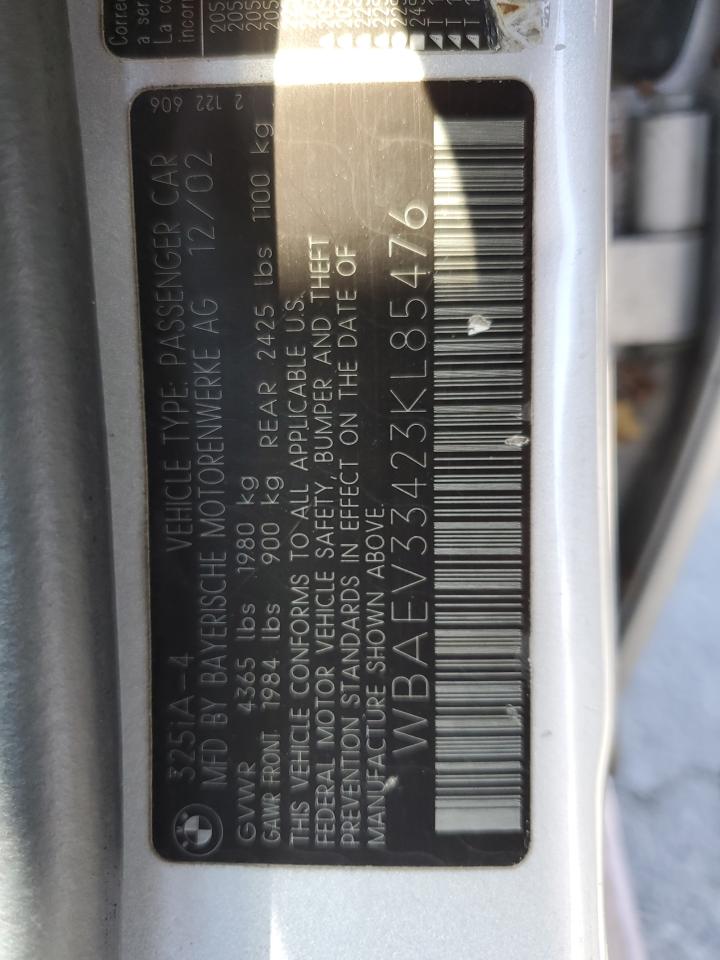 325iA-4 VEHICLE TYPE: PASSENGER CAR 2 122 606
MFD BY BAYERISCHE MOTORENWERKE AG 12/02
GVWR 4365 lbs 1980 kg REAR 2425 lbs 1100 kg
GAWR FRONT. 1984 lbs 900 kg
THIS VEHICLE CONFORMS TO ALL APPLICABLE U.S.
FEDERAL MOTOR VEHICLE SAFETY, BUMPER AND THEFT
PREVENTION STANDARDS IN EFFECT ON THE DATE OF
MANUFACTURE SHOWN ABOVE.
WBAEV33423KL85476